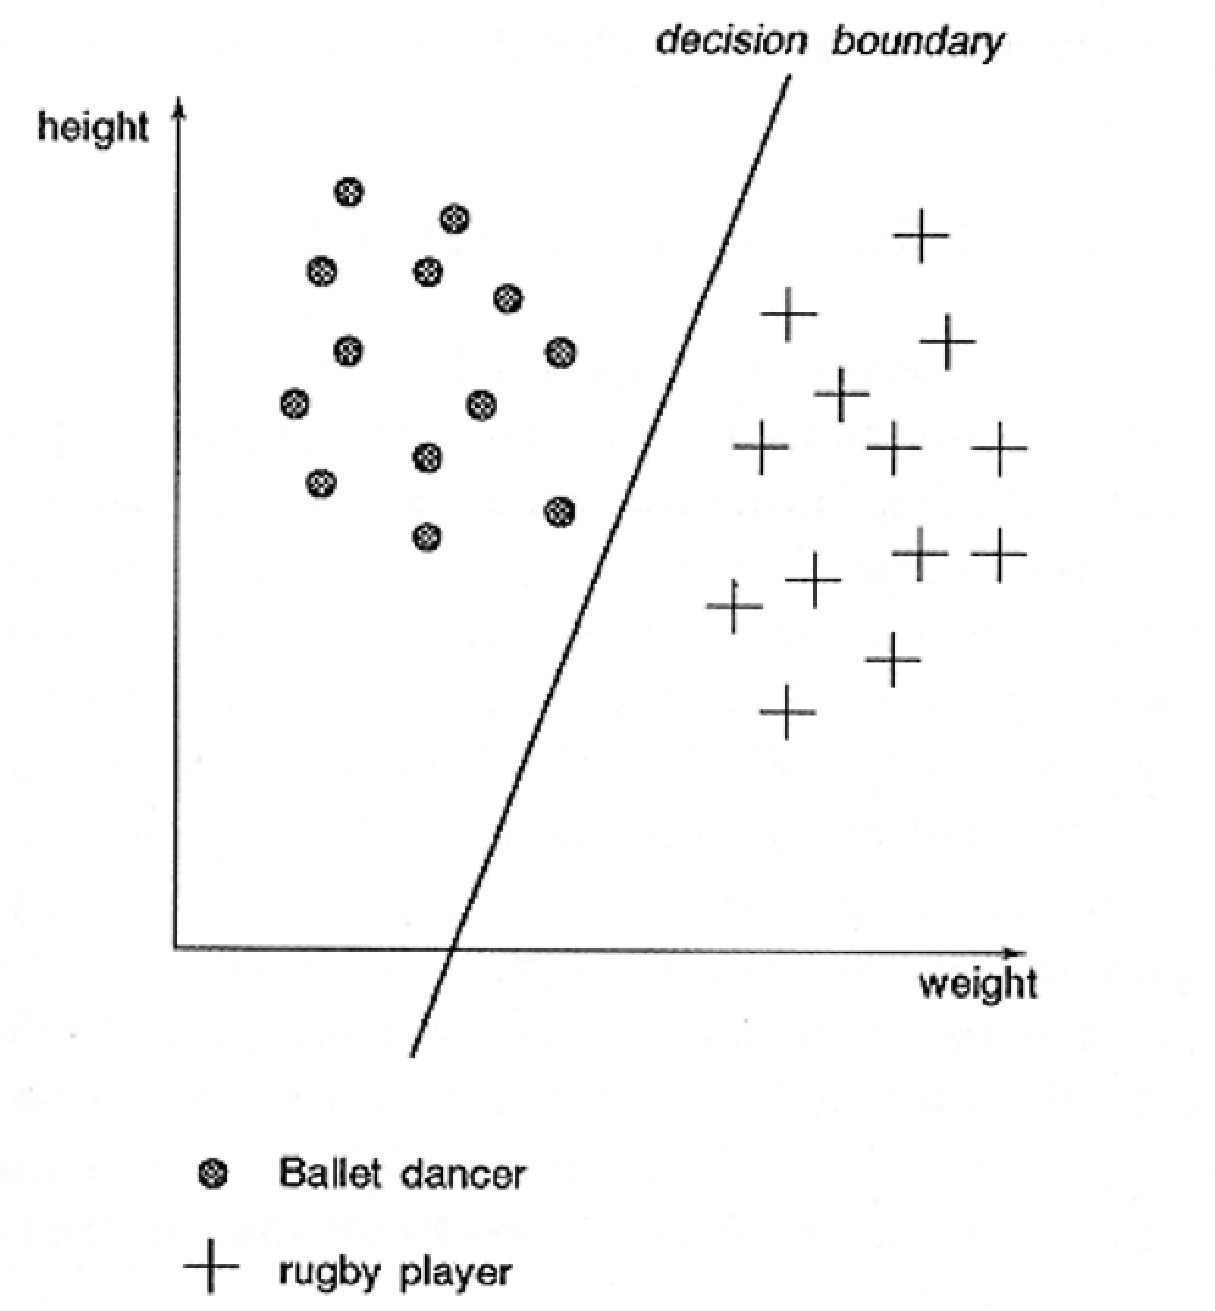 decision boundary
height
weight
Ballet dancer
rugby player